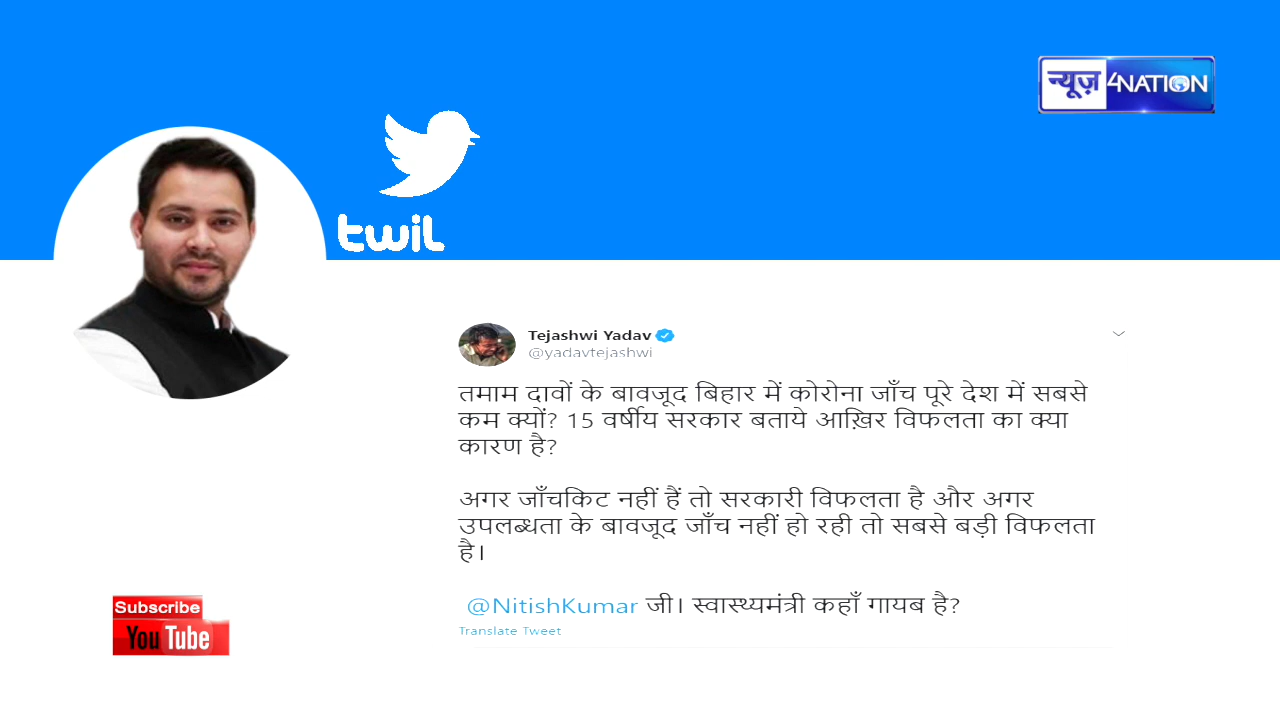 न्यूज़ 4NATION
twil
Tejashwi Yadav
@yadavtejashwi
तमाम दावों के बावजूद बिहार में कोरोना जाँच पूरे देश में सबसे
कम क्यों? 15 वर्षीय सरकार बताये आख़िर विफलता का क्या
कारण है?
अगर जाँचकिट नहीं हैं तो सरकारी विफलता है और अगर
उपलब्धता के बावजूद जाँच नहीं हो रही तो सबसे बड़ी विफलता
है।
@NitishKumar जी। स्वास्थ्यमंत्री कहाँ गायब है?
Translate Tweet
Subscribe
YouTube